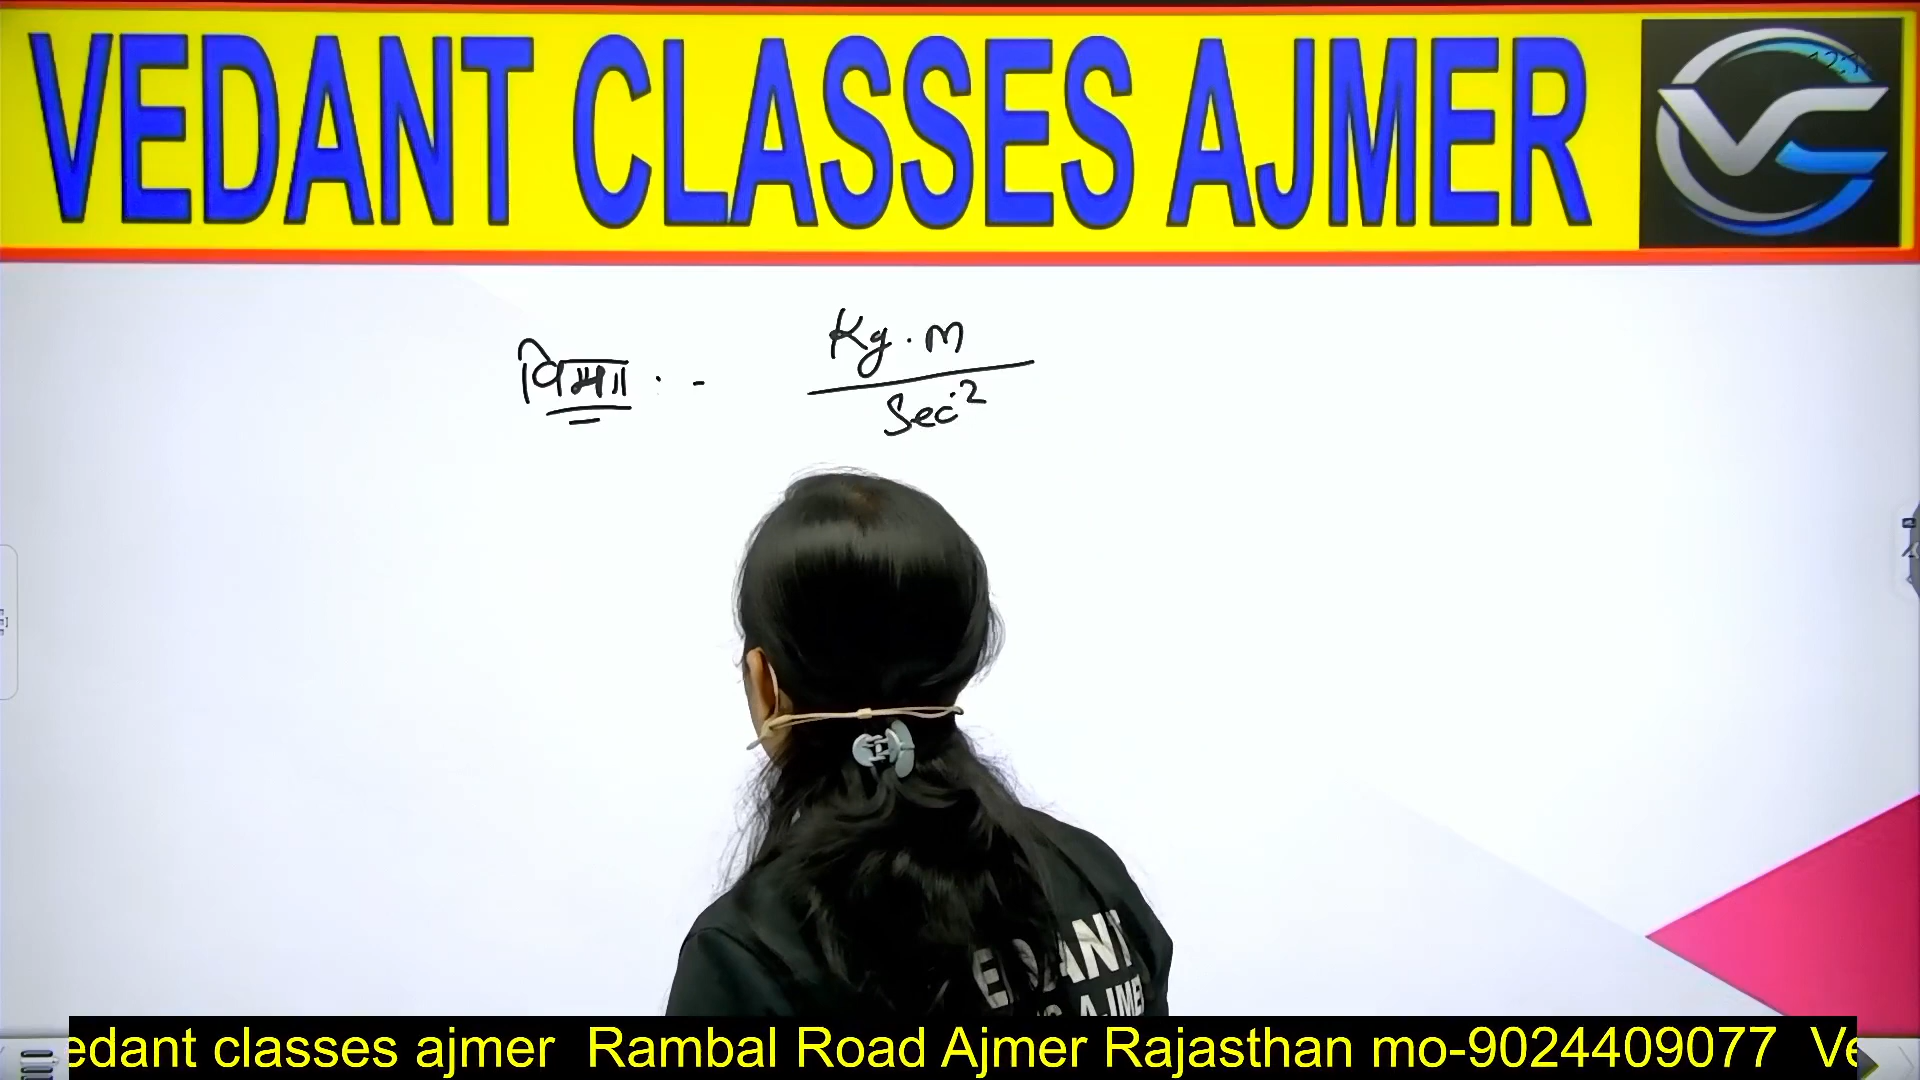 VEDANT CLASSES AJMER
विमा :- Kg . m
Sec²
edant classes ajmer Rambal Road Ajmer Rajasthan mo-9024409077 Ve